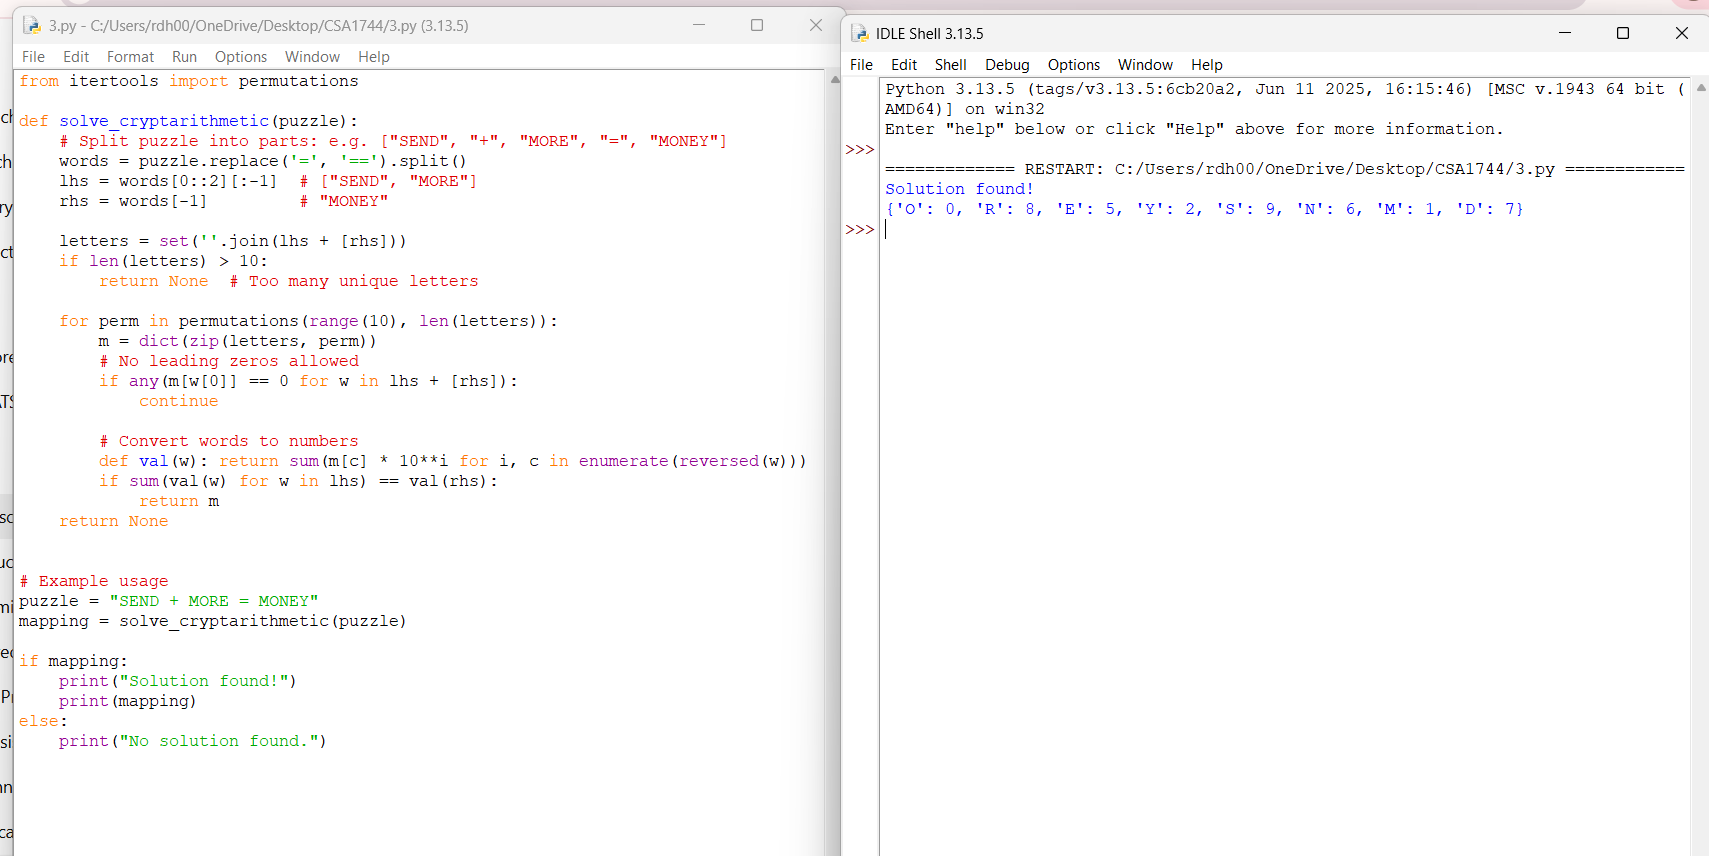 3.py - C:/Users/rdh00/OneDrive/Desktop/CSA1744/3.py (3.13.5)
File Edit Format Run Options Window Help
from itertools import permutations

def solve_cryptarithmetic(puzzle):
    # Split puzzle into parts: e.g. ["SEND", "+", "MORE", "=", "MONEY"]
    words = puzzle.replace('=', '==').split()
    lhs = words[0::2][:-1]  # ["SEND", "MORE"]
    rhs = words[-1]         # "MONEY"

    letters = set(''.join(lhs + [rhs]))
    if len(letters) > 10:
        return None  # Too many unique letters

    for perm in permutations(range(10), len(letters)):
        m = dict(zip(letters, perm))
        # No leading zeros allowed
        if any(m[w[0]] == 0 for w in lhs + [rhs]):
            continue

        # Convert words to numbers
        def val(w): return sum(m[c] * 10**i for i, c in enumerate(reversed(w)))
        if sum(val(w) for w in lhs) == val(rhs):
            return m
    return None

# Example usage
puzzle = "SEND + MORE = MONEY"
mapping = solve_cryptarithmetic(puzzle)

if mapping:
    print("Solution found!")
    print(mapping)
else:
    print("No solution found.")
IDLE Shell 3.13.5
File Edit Shell Debug Options Window Help
Python 3.13.5 (tags/v3.13.5:6cb20a2, Jun 11 2025, 16:15:46) [MSC v.1943 64 bit (
AMD64)] on win32
Enter "help" below or click "Help" above for more information.
>>>
============= RESTART: C:/Users/rdh00/OneDrive/Desktop/CSA1744/3.py ============
Solution found!
{'O': 0, 'R': 8, 'E': 5, 'Y': 2, 'S': 9, 'N': 6, 'M': 1, 'D': 7}
>>>